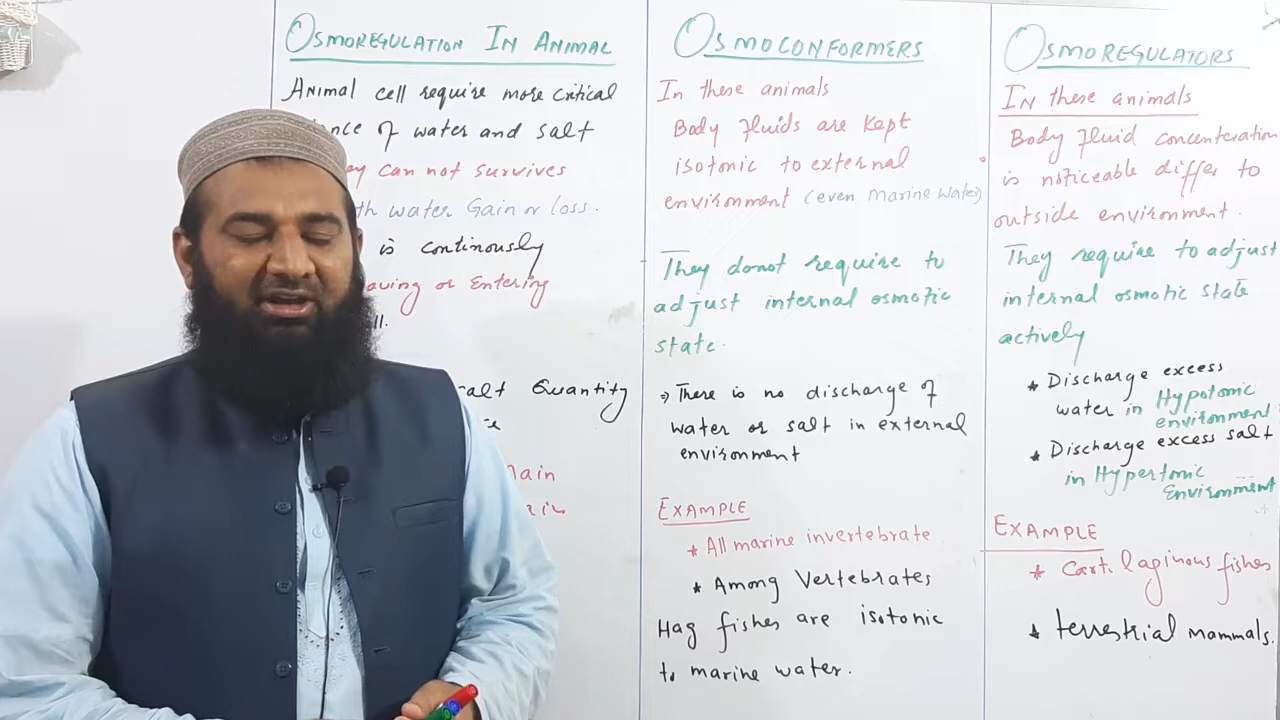 OSMOREGULATION IN ANIMAL
Animal cell require more critical
of water and salt
can not survives
water Gain or loss.
is continously
or Entering
Quantity
OSMOCONFORMERS
In these animals
Body fluids are Kept
isotonic to external
environment (even Marine water)
They donot require to
adjust internal osmotic
state.
There is no discharge of
water or salt in external
environment
EXAMPLE
* All marine invertebrate
* Among Vertebrates
Hag fishes are isotonic
to marine water.
OSMOREGULATORS
IN these animals
Body fluid concenteration
is noticeable differ to
outside environment.
They require to adjust
internal osmotic state
actively
* Discharge excess
water in Hypotonic
environment
* Discharge excess salt
in Hypertonic
Environment
EXAMPLE
* Cartilaginous fishes
* terrestrial mammals.